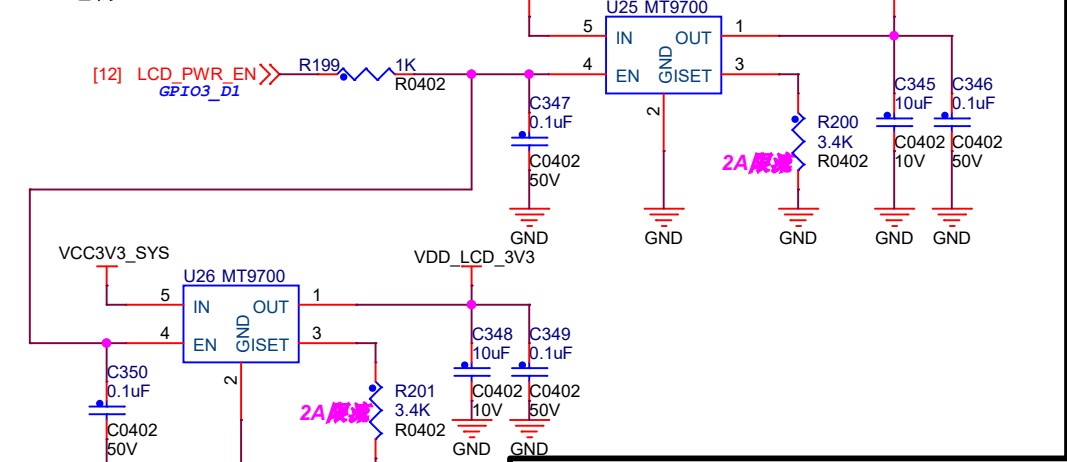 U25 MT9700
5 IN OUT 1
4 EN GISET 3
GND
2
[12] LCD_PWR_EN
GPIO3_D1
R199 1K
R0402
C347
0.1uF
C0402
50V
GND
GND
R200
3.4K
R0402
2A限流
GND
C345
10uF
C0402
10V
GND
C346
0.1uF
C0402
50V
GND
VCC3V3_SYS
U26 MT9700
5 IN OUT 1
4 EN GISET 3
GND
2
VDD_LCD_3V3
C348
10uF
C0402
10V
GND
C349
0.1uF
C0402
50V
GND
C350
0.1uF
C0402
50V
R201
3.4K
R0402
2A限流